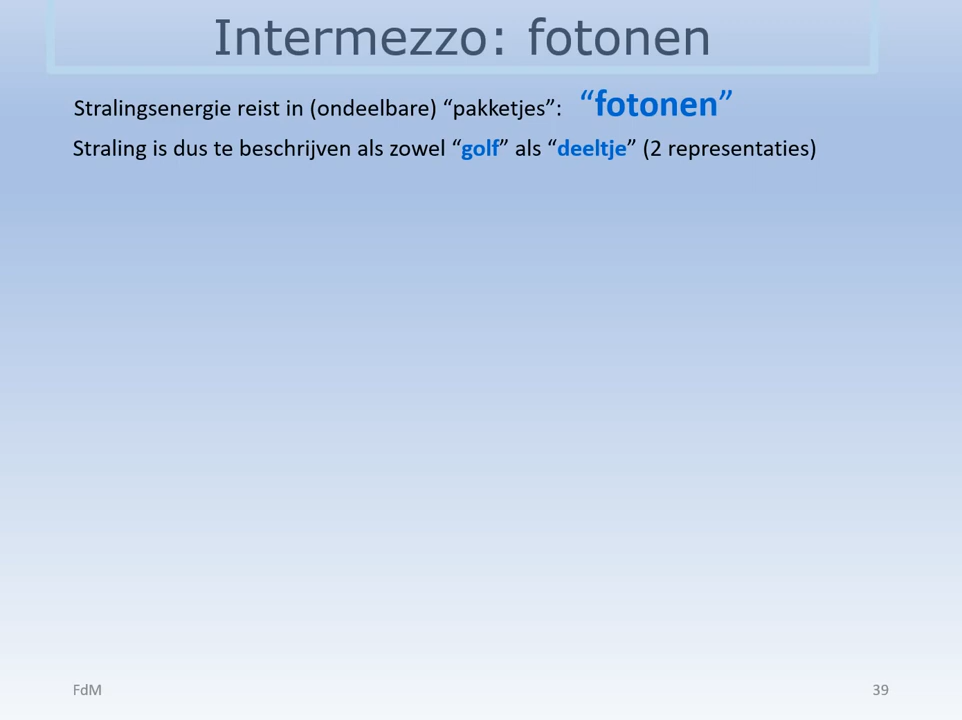 Intermezzo: fotonen
Stralingsenergie reist in (ondeelbare) “pakketjes”: “fotonen”
Straling is dus te beschrijven als zowel “golf” als “deeltje” (2 representaties)
FdM
39